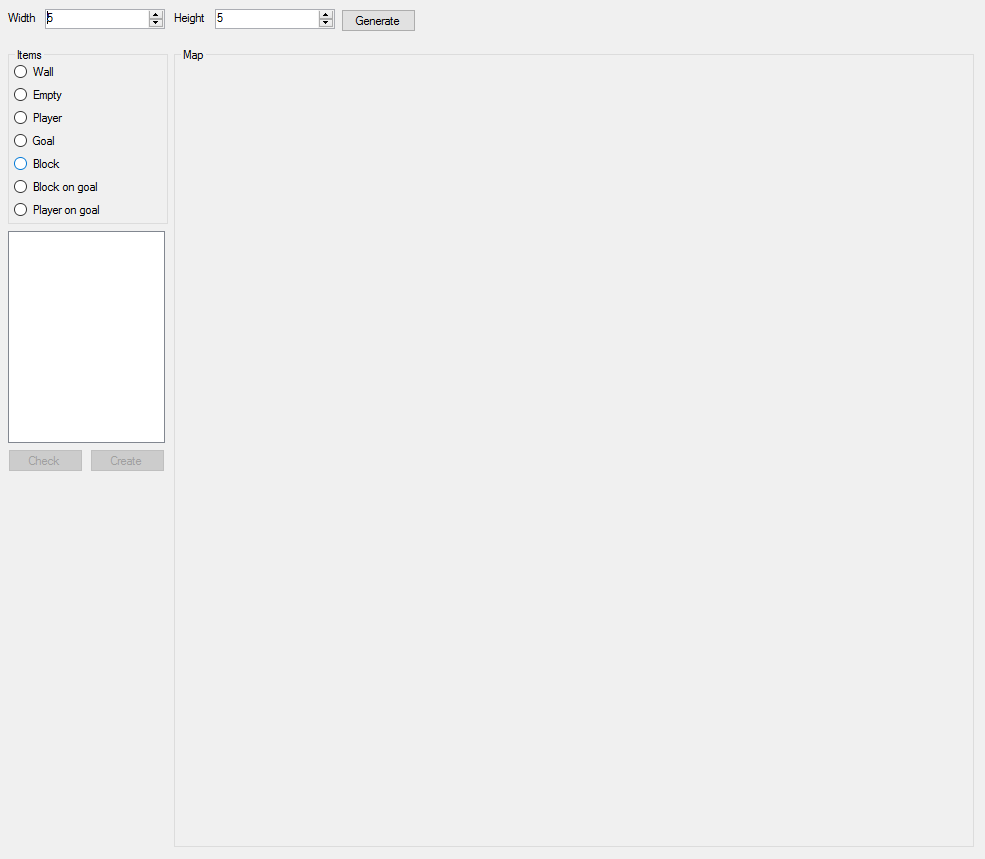 Width 5 Height 5 Generate
Items
Wall
Empty
Player
Goal
Block
Block on goal
Player on goal
Check Create
Map